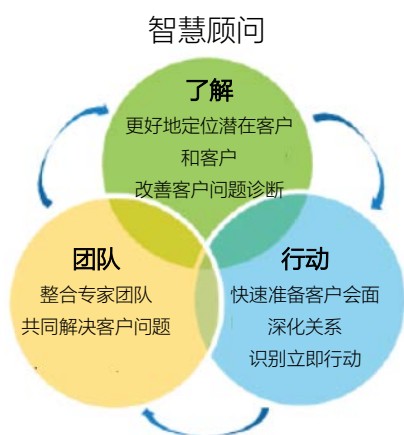 智慧顾问
了解
更好地定位潜在客户
和客户
改善客户问题诊断
团队
整合专家团队
共同解决客户问题
行动
快速准备客户会面
深化关系
识别立即行动